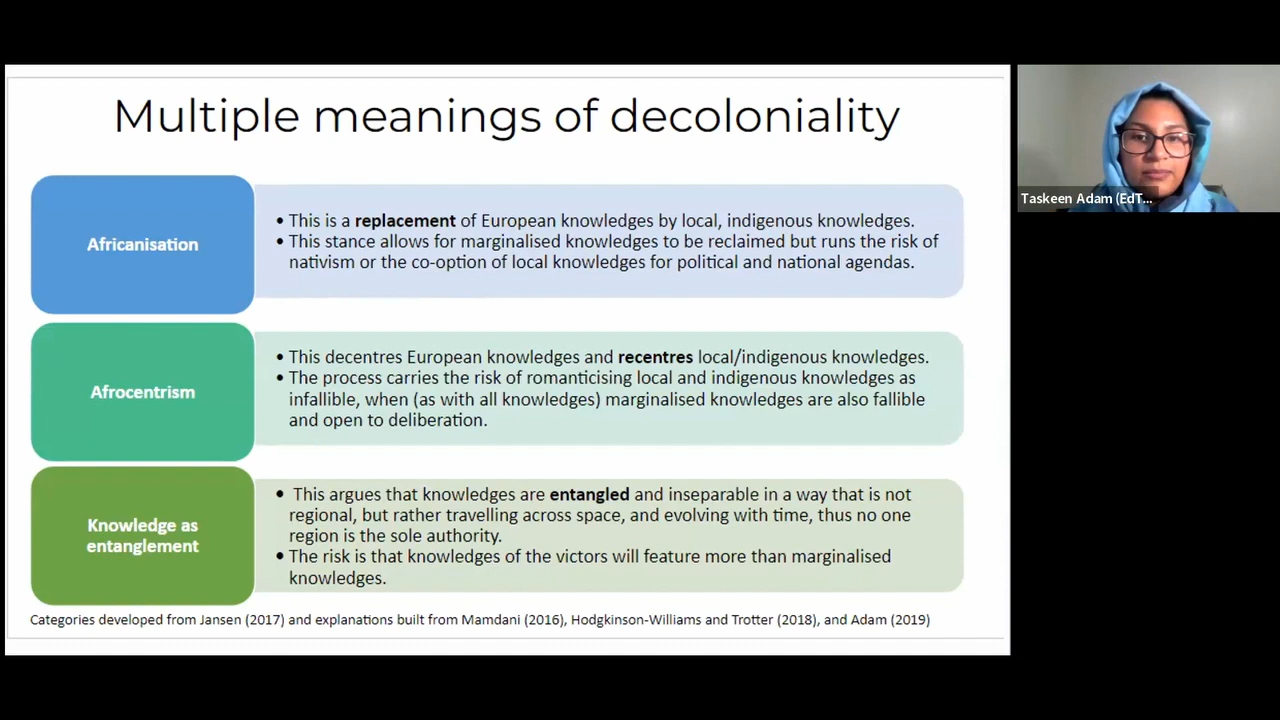 Multiple meanings of decoloniality
Africanisation
• This is a replacement of European knowledges by local, indigenous knowledges.
• This stance allows for marginalised knowledges to be reclaimed but runs the risk of
nativism or the co-option of local knowledges for political and national agendas.
Afrocentrism
• This decentres European knowledges and recentres local/indigenous knowledges.
• The process carries the risk of romanticising local and indigenous knowledges as
infallible, when (as with all knowledges) marginalised knowledges are also fallible
and open to deliberation.
Knowledge as
entanglement
• This argues that knowledges are entangled and inseparable in a way that is not
regional, but rather travelling across space, and evolving with time, thus no one
region is the sole authority.
• The risk is that knowledges of the victors will feature more than marginalised
knowledges.
Categories developed from Jansen (2017) and explanations built from Mamdani (2016), Hodgkinson-Williams and Trotter (2018), and Adam (2019)
Taskeen Adam (EdT...